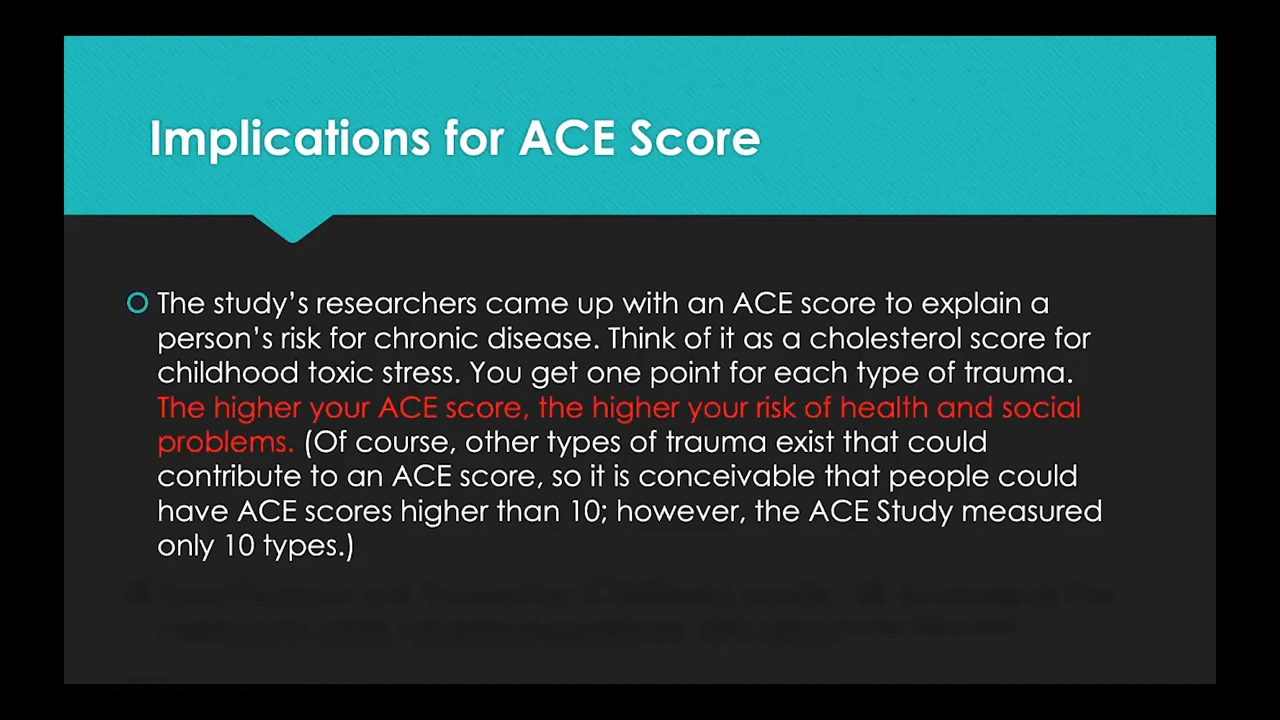 Implications for ACE Score
The study’s researchers came up with an ACE score to explain a
person’s risk for chronic disease. Think of it as a cholesterol score for
childhood toxic stress. You get one point for each type of trauma.
The higher your ACE score, the higher your risk of health and social
problems. (Of course, other types of trauma exist that could
contribute to an ACE score, so it is conceivable that people could
have ACE scores higher than 10; however, the ACE Study measured
only 10 types.)